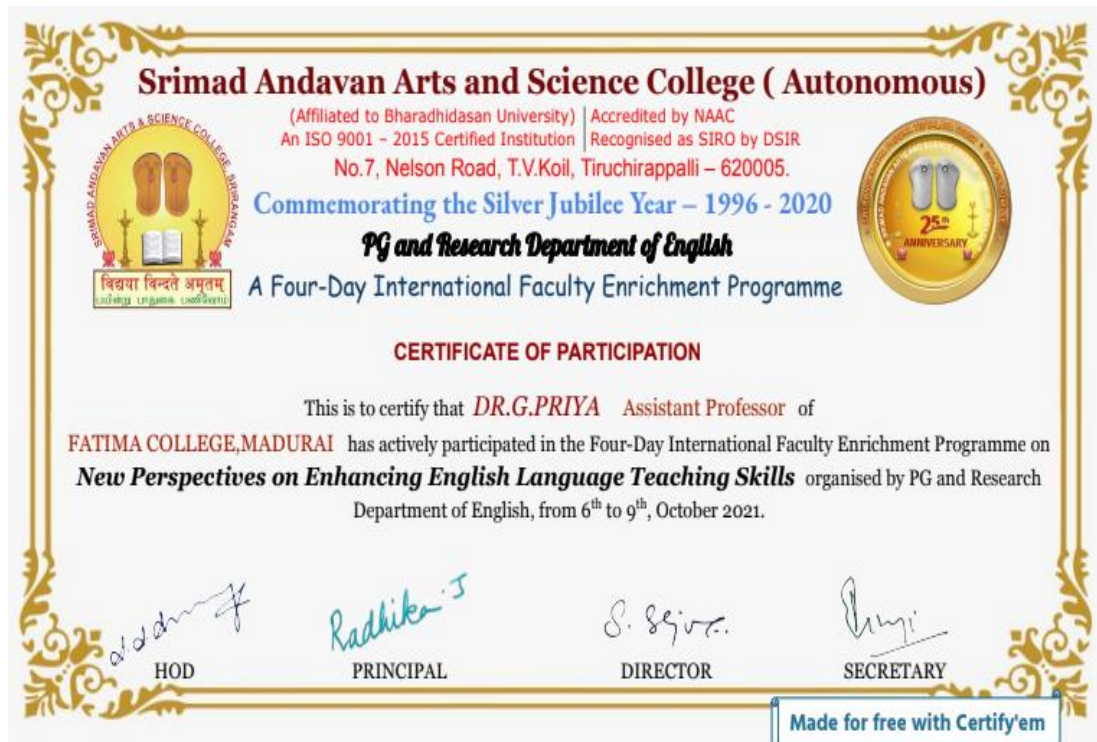 Srimad Andavan Arts and Science College ( Autonomous)
(Affiliated to Bharadhidasan University) Accredited by NAAC
An ISO 9001 – 2015 Certified Institution Recognised as SIRO by DSIR
No.7, Nelson Road, T.V.Koil, Tiruchirappalli – 620005.
Commemorating the Silver Jubilee Year – 1996 - 2020
PG and Research Department of English
A Four-Day International Faculty Enrichment Programme
SRIMAD ANDAVAN ARTS & SCIENCE COLLEGE, SRIRANGAM
विद्यया विन्दते अमृतम्
25th
ANNIVERSARY
CERTIFICATE OF PARTICIPATION
This is to certify that DR.G.PRIYA Assistant Professor of
FATIMA COLLEGE,MADURAI has actively participated in the Four-Day International Faculty Enrichment Programme on
New Perspectives on Enhancing English Language Teaching Skills organised by PG and Research
Department of English, from 6th to 9th, October 2021.
Radhika J
HOD PRINCIPAL DIRECTOR SECRETARY
Made for free with Certify'em